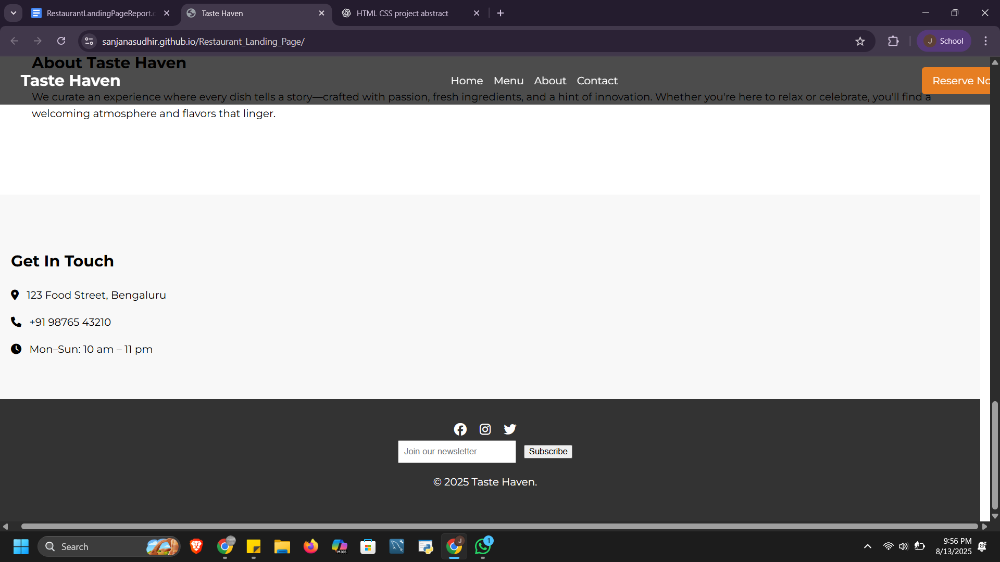 RestaurantLandingPageReport.c
Taste Haven
HTML CSS project abstract
sanjanasudhir.github.io/Restaurant_Landing_Page/
J
School
About Taste Haven
Taste Haven
Home
Menu
About
Contact
Reserve No
We curate an experience where every dish tells a story—crafted with passion, fresh ingredients, and a hint of innovation. Whether you're here to relax or celebrate, you'll find a
welcoming atmosphere and flavors that linger.
Get In Touch
123 Food Street, Bengaluru
+91 98765 43210
Mon–Sun: 10 am – 11 pm
Join our newsletter
Subscribe
© 2025 Taste Haven.
Search
M365
J
1
9:56 PM
8/13/2025